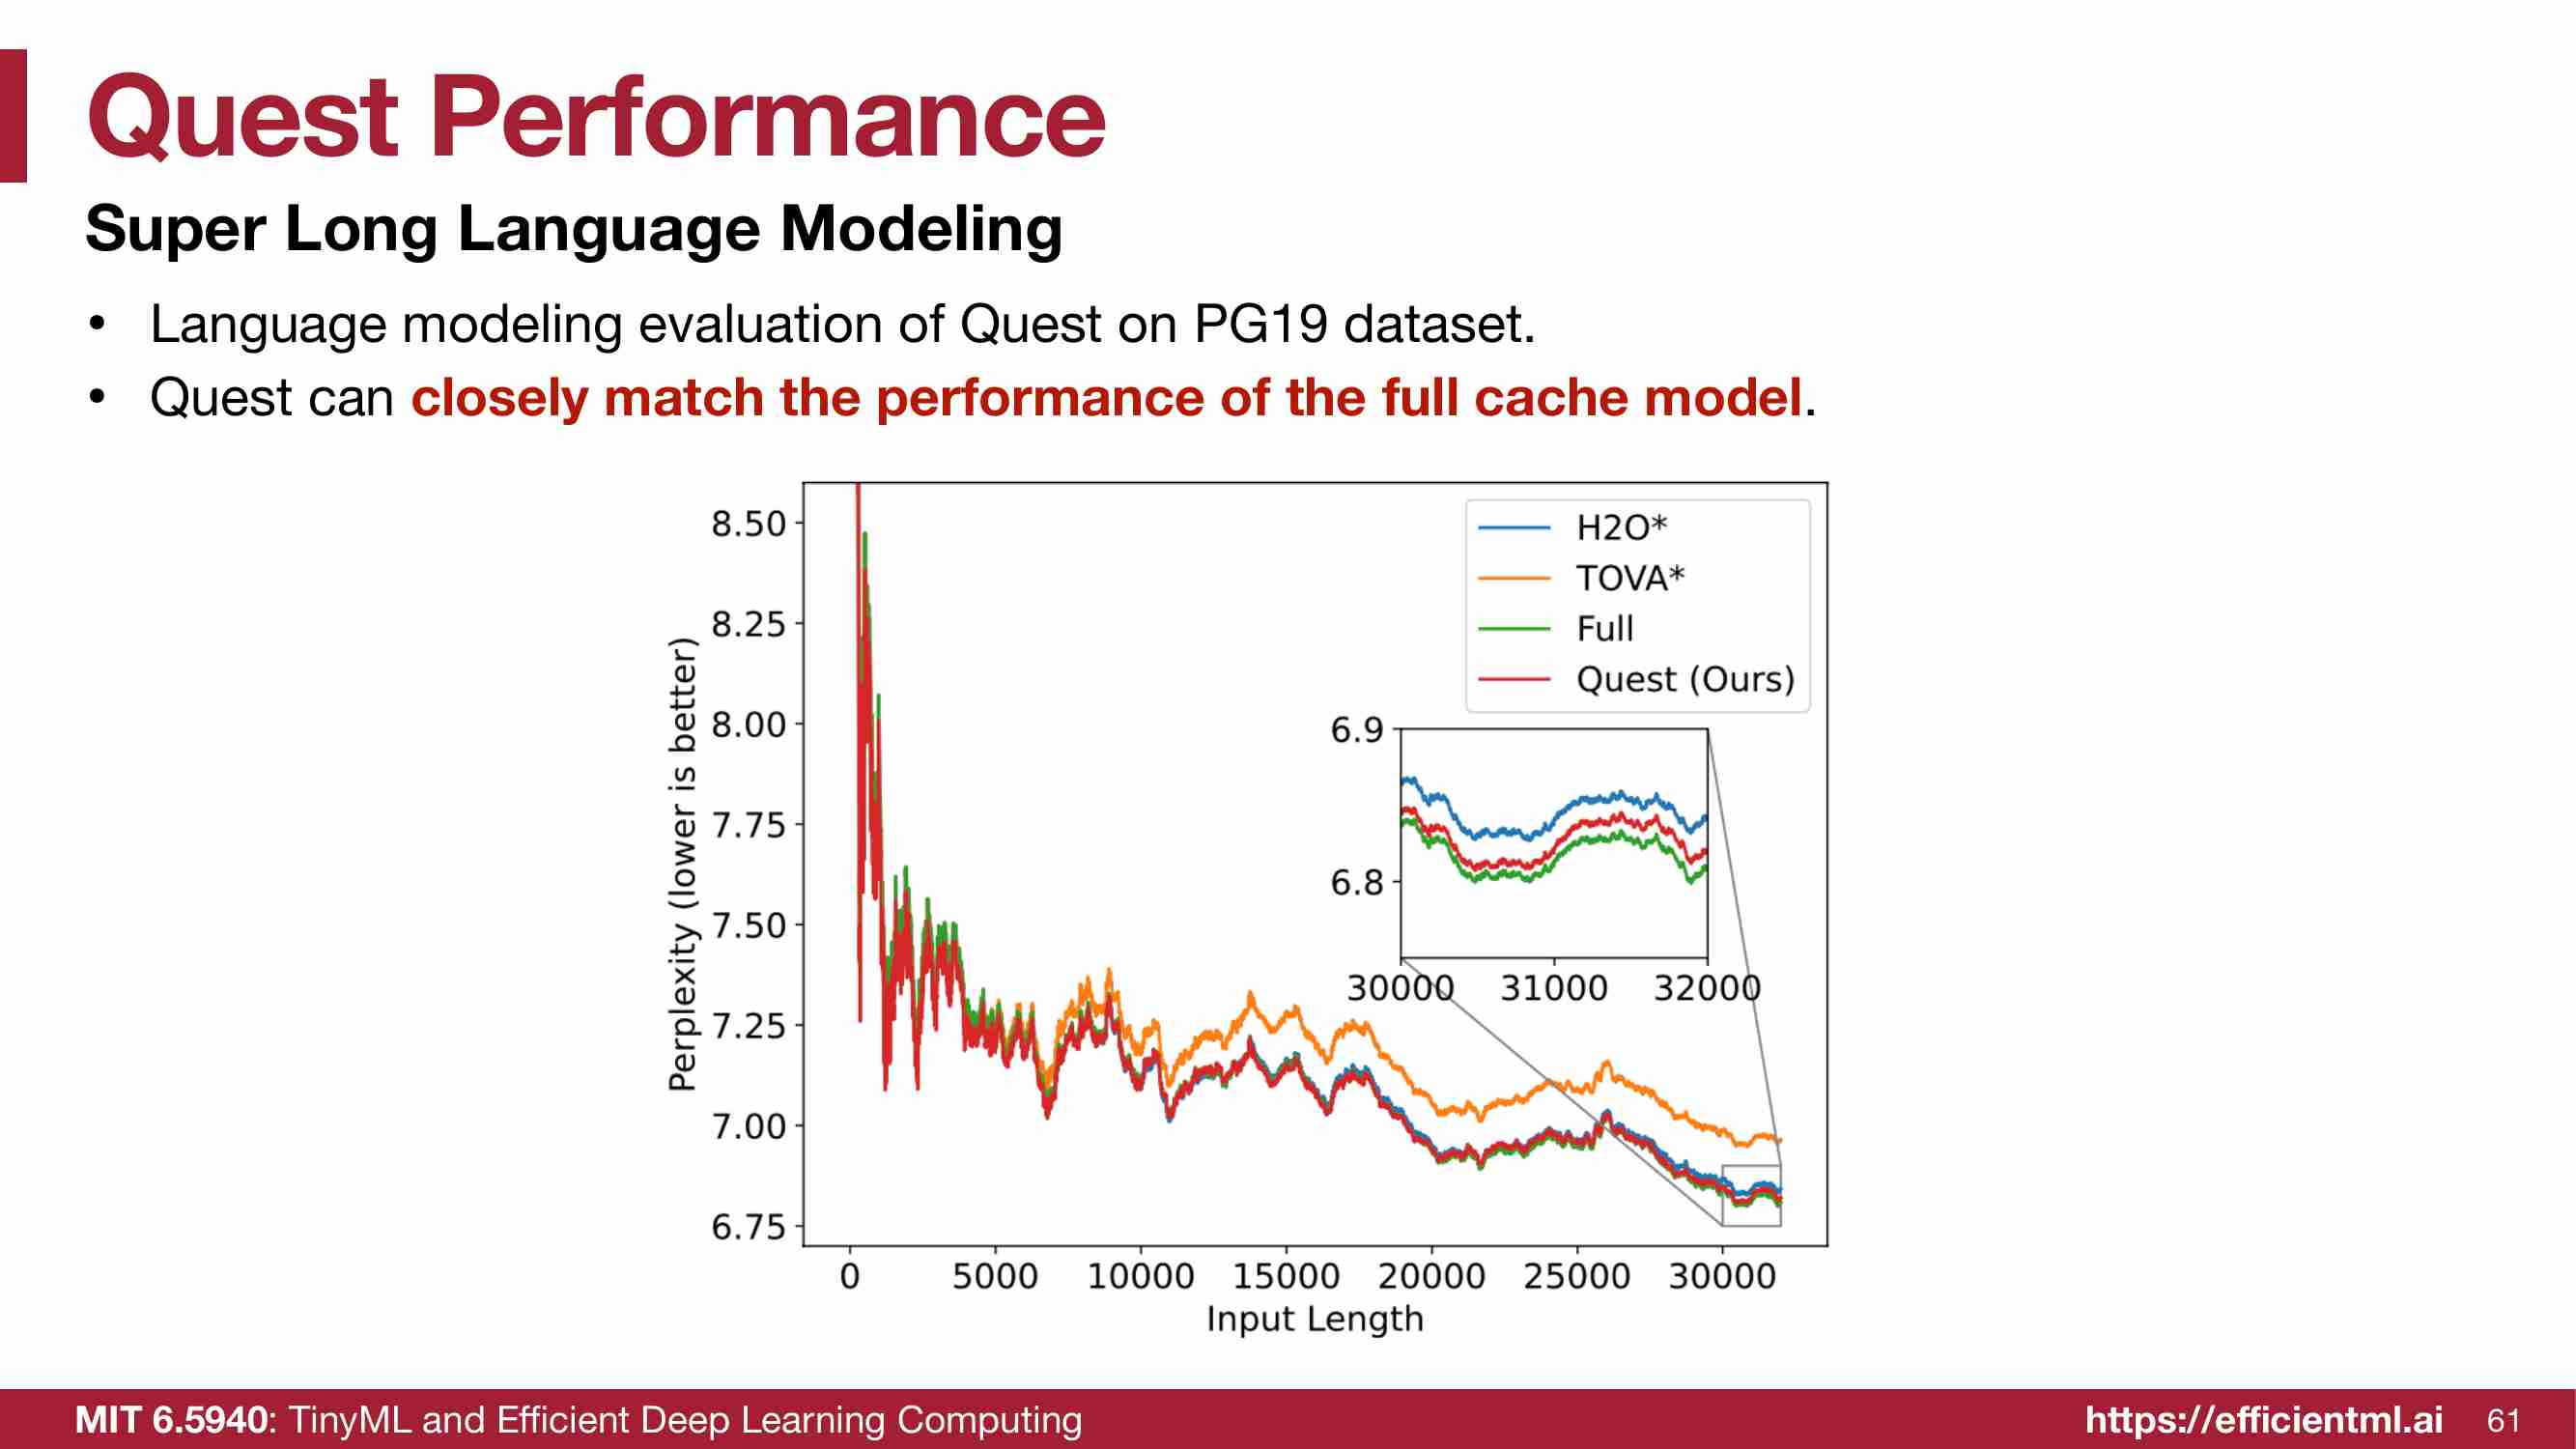 Quest Performance
Super Long Language Modeling
• Language modeling evaluation of Quest on PG19 dataset.
• Quest can closely match the performance of the full cache model.
8.50
8.25
8.00
7.75
7.50
7.25
7.00
6.75
Perplexity (lower is better)
H2O*
TOVA*
Full
Quest (Ours)
6.9
6.8
30000 31000 32000
0 5000 10000 15000 20000 25000 30000
Input Length
MIT 6.5940: TinyML and Efficient Deep Learning Computing
https://efficientml.ai 61